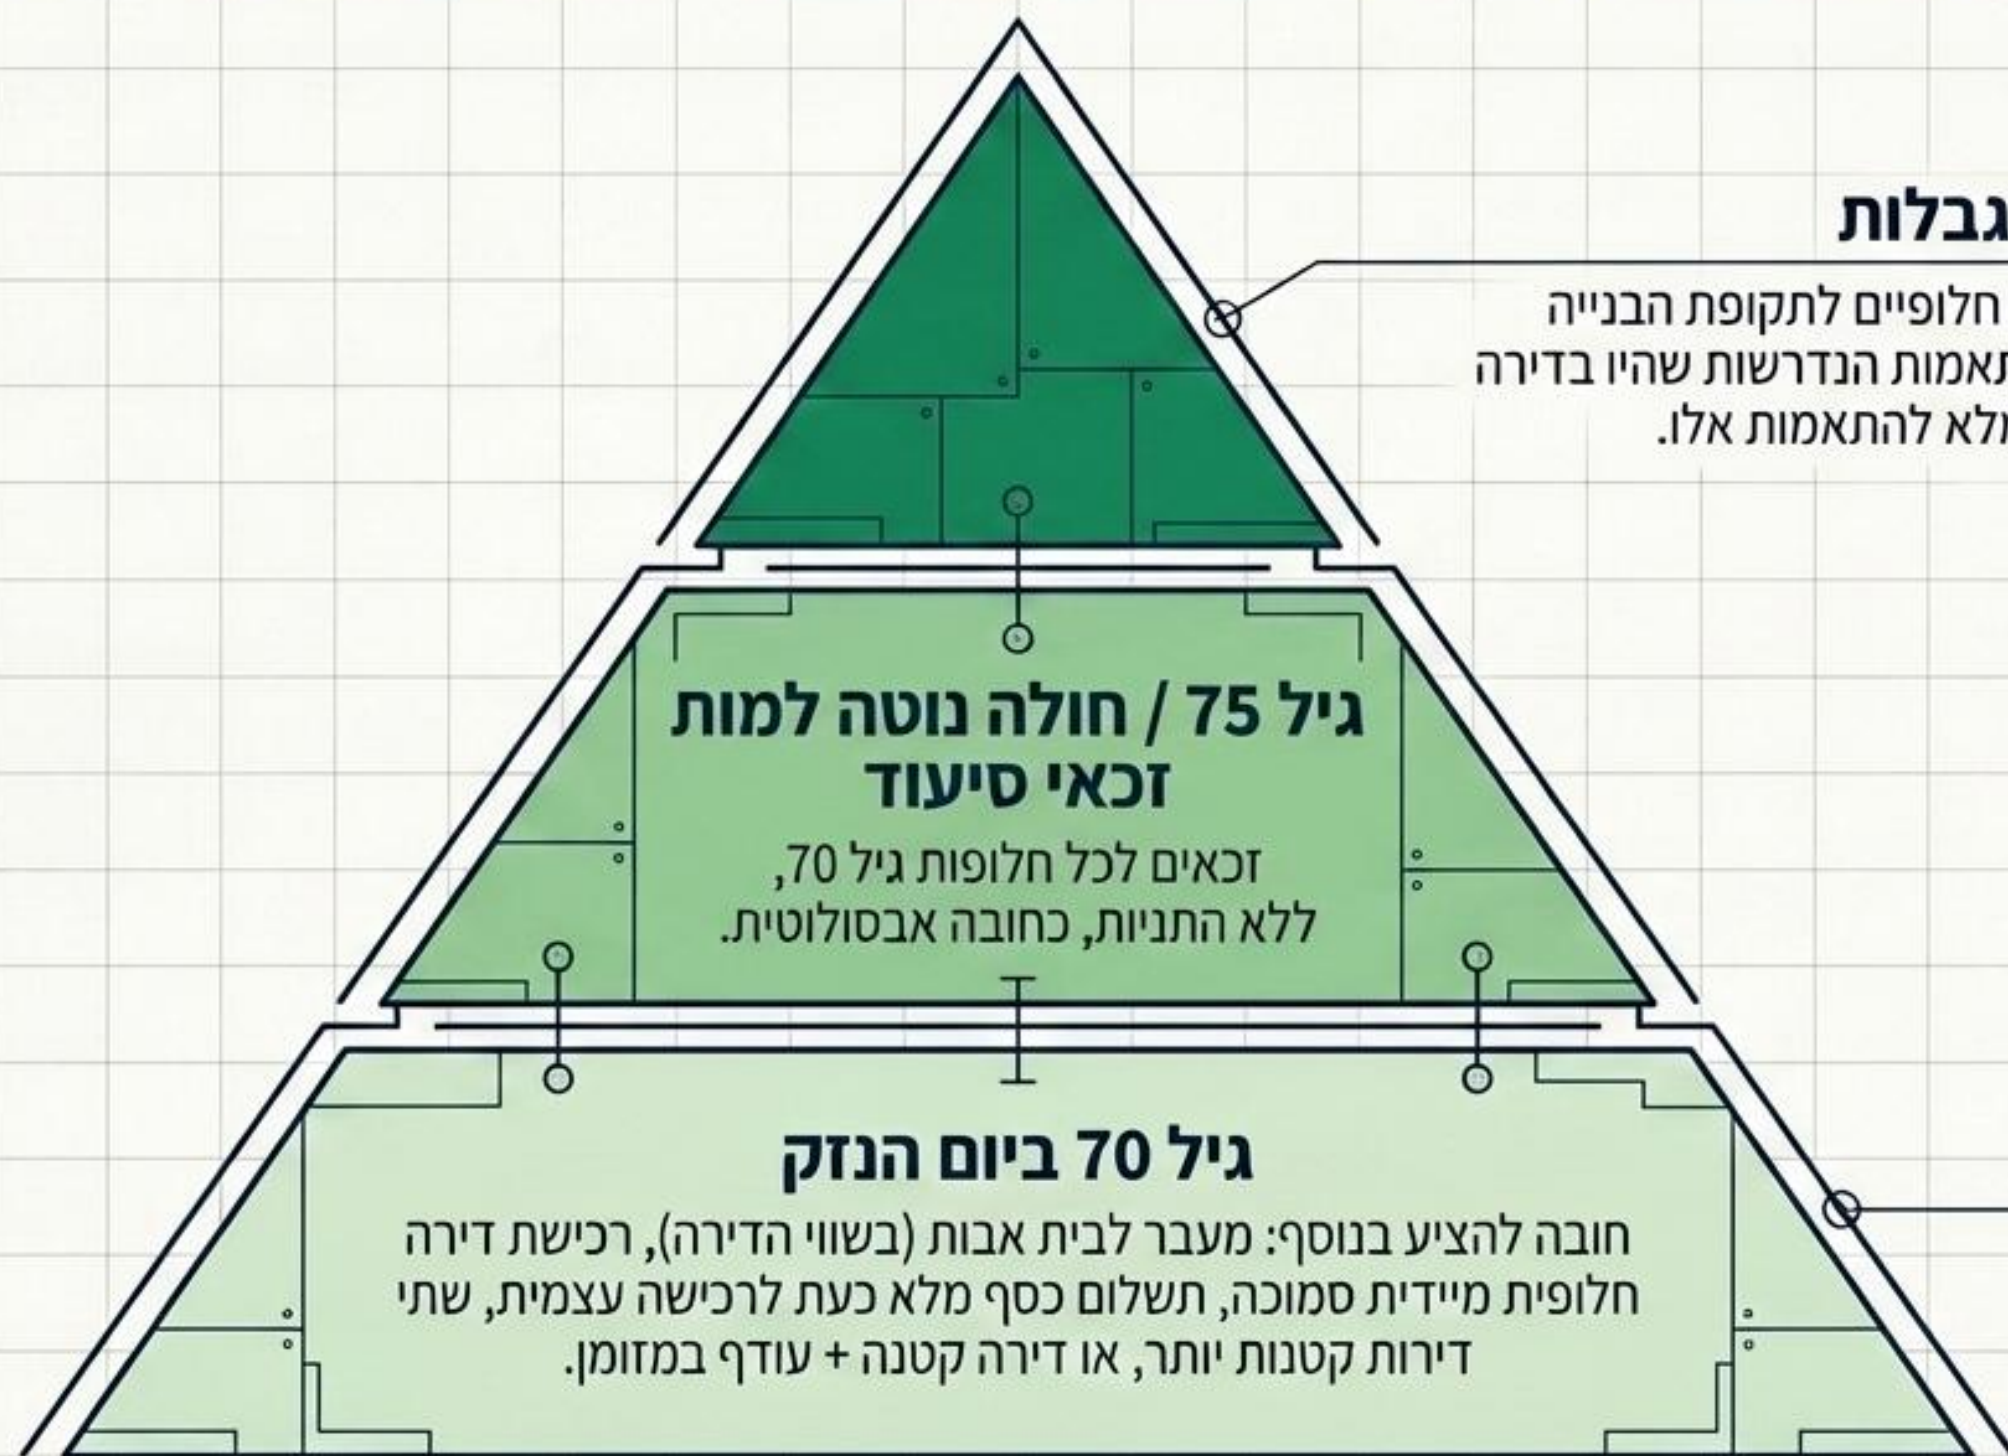 גבלות
חלופיים לתקופת הבנייה
תאמות הנדרשות שהיו בדירה
מלא להתאמות אלו.
גיל 75 / חולה נוטה למות
זכאי סיעוד
זכאים לכל חלופות גיל 70,
ללא התניות, כחובה אבסולוטית.
גיל 70 ביום הנזק
חובה להציע בנוסף: מעבר לבית אבות (בשווי הדירה), רכישת דירה
חלופית מיידית סמוכה, תשלום כסף מלא כעת לרכישה עצמית, שתי
דירות קטנות יותר, או דירה קטנה + עודף במזומן.